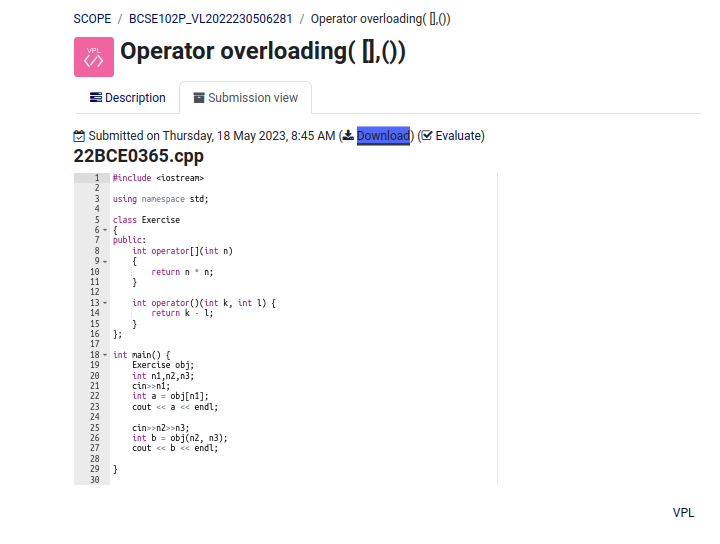 SCOPE / BCSE102P_VL2022230506281 / Operator overloading( [],())
VPL
Operator overloading( [],())
Description
Submission view
Submitted on Thursday, 18 May 2023, 8:45 AM (Download) (Evaluate)
22BCE0365.cpp
1 #include <iostream>
2
3 using namespace std;
4
5 class Exercise
6 {
7 public:
8     int operator[](int n)
9     {
10         return n * n;
11     }
12
13     int operator()(int k, int l) {
14         return k - l;
15     }
16 };
17
18 int main() {
19     Exercise obj;
20     int n1,n2,n3;
21     cin>>n1;
22     int a = obj[n1];
23     cout << a << endl;
24
25     cin>>n2>>n3;
26     int b = obj(n2, n3);
27     cout << b << endl;
28
29 }
30
VPL